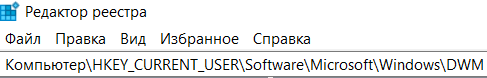 Редактор реестра
Файл Правка Вид Избранное Справка
Компьютер\HKEY_CURRENT_USER\Software\Microsoft\Windows\DWM